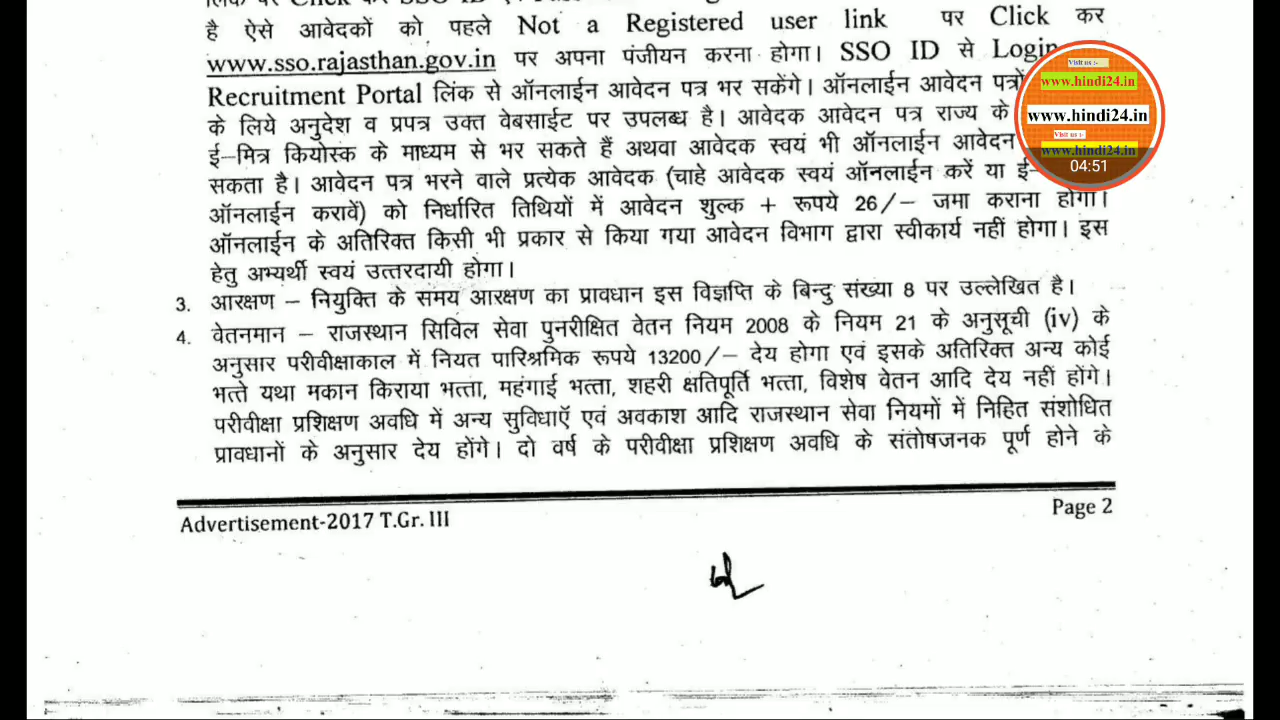 है ऐसे आवेदकों को पहले Not a Registered user link पर Click कर
www.sso.rajasthan.gov.in पर अपना पंजीयन करना होगा। SSO ID से Login
Recruitment Portal लिंक से ऑनलाईन आवेदन पत्र भर सकेंगे। ऑनलाईन आवेदन पत्रों
के लिये अनुदेश व प्रपत्र उक्त वेबसाईट पर उपलब्ध है। आवेदक आवेदन पत्र राज्य के
ई–मित्र कियोस्क के माध्यम से भर सकते हैं अथवा आवेदक स्वयं भी ऑनलाईन आवेदन
सकता है। आवेदन पत्र भरने वाले प्रत्येक आवेदक (चाहे आवेदक स्वयं ऑनलाईन करें या ई–
ऑनलाईन करावें) को निर्धारित तिथियों में आवेदन शुल्क + रूपये 26/– जमा कराना होगा।
ऑनलाईन के अतिरिक्त किसी भी प्रकार से किया गया आवेदन विभाग द्वारा स्वीकार्य नहीं होगा। इस
हेतु अभ्यर्थी स्वयं उत्तरदायी होगा।
3. आरक्षण – नियुक्ति के समय आरक्षण का प्रावधान इस विज्ञप्ति के बिन्दु संख्या 8 पर उल्लेखित है।
4. वेतनमान – राजस्थान सिविल सेवा पुनरीक्षित वेतन नियम 2008 के नियम 21 के अनुसूची (iv) के
अनुसार परीवीक्षाकाल में नियत पारिश्रमिक रूपये 13200/– देय होगा एवं इसके अतिरिक्त अन्य कोई
भत्ते यथा मकान किराया भत्ता, महंगाई भत्ता, शहरी क्षतिपूर्ति भत्ता, विशेष वेतन आदि देय नहीं होंगे।
परीवीक्षा प्रशिक्षण अवधि में अन्य सुविधाएँ एवं अवकाश आदि राजस्थान सेवा नियमों में निहित संशोधित
प्रावधानों के अनुसार देय होंगे। दो वर्ष के परीवीक्षा प्रशिक्षण अवधि के संतोषजनक पूर्ण होने के
Advertisement-2017 T.Gr. III
Page 2
Visit us :-
www.hindi24.in
www.hindi24.in
Visit us :-
www.hindi24.in
04:51